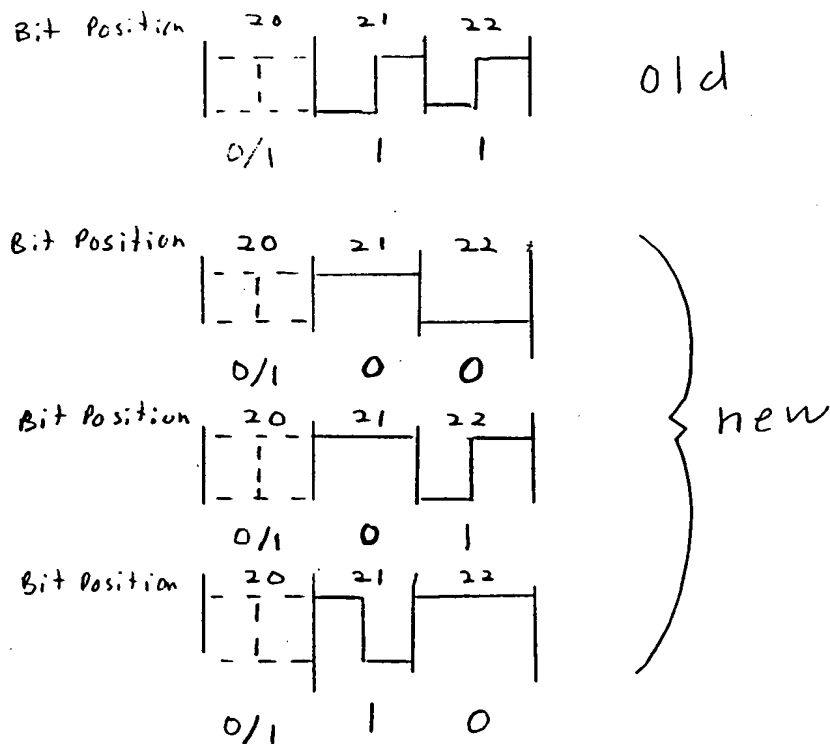 Bit Position 20 21 22
old
0/1 1 1
Bit Position 20 21 22
0/1 0 0
Bit Position 20 21 22
new
0/1 0 1
Bit Position 20 21 22
0/1 1 0